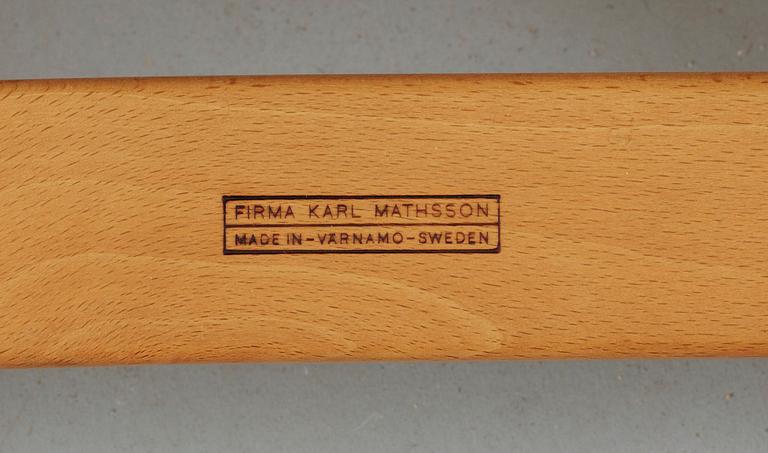 FIRMA KARL MATHSSON
MADE IN-VÄRNAMO-SWEDEN